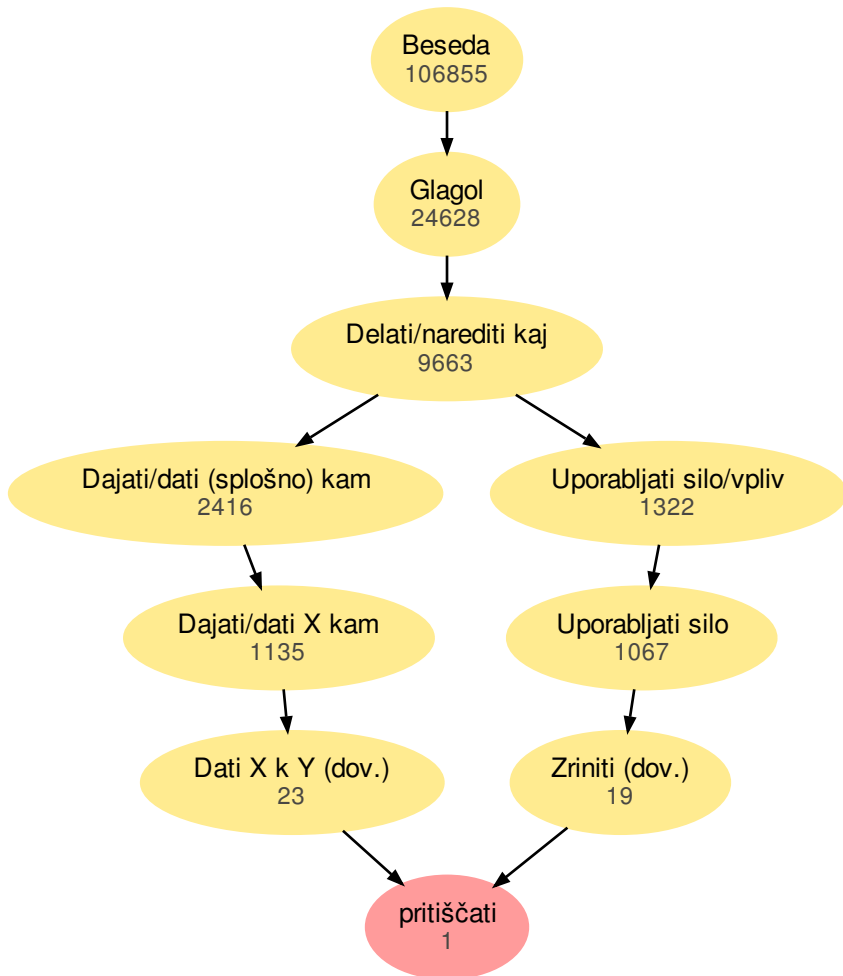 Beseda
106855
Glagol
24628
Delati/narediti kaj
9663
Dajati/dati (splošno) kam
2416
Uporabljati silo/vpliv
1322
Dajati/dati X kam
1135
Uporabljati silo
1067
Dati X k Y (dov.)
23
Zriniti (dov.)
19
pritiščati
1